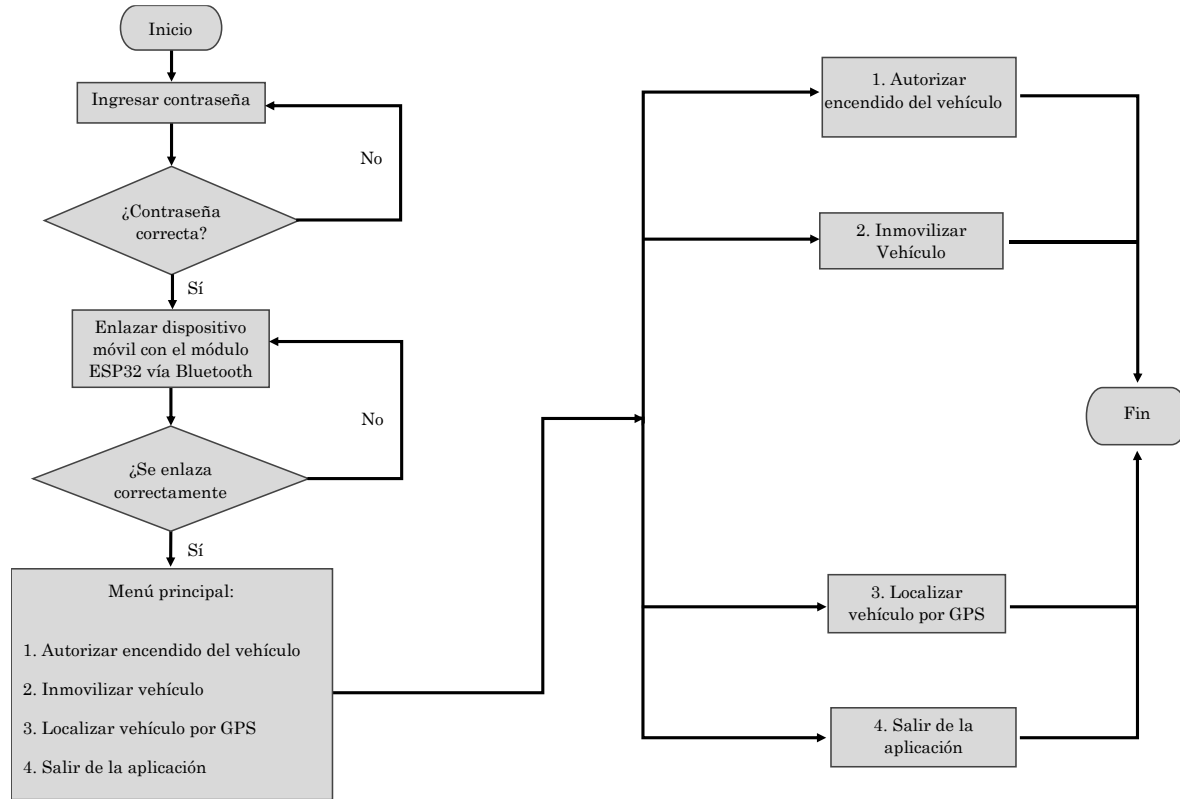 Inicio
Ingresar contraseña
No
¿Contraseña
correcta?
Sí
Enlazar dispositivo
móvil con el módulo
ESP32 vía Bluetooth
No
¿Se enlaza
correctamente
Sí
Menú principal:
1. Autorizar encendido del vehículo
2. Inmovilizar vehículo
3. Localizar vehículo por GPS
4. Salir de la aplicación
1. Autorizar
encendido del vehículo
2. Inmovilizar
Vehículo
3. Localizar
vehículo por GPS
4. Salir de la
aplicación
Fin